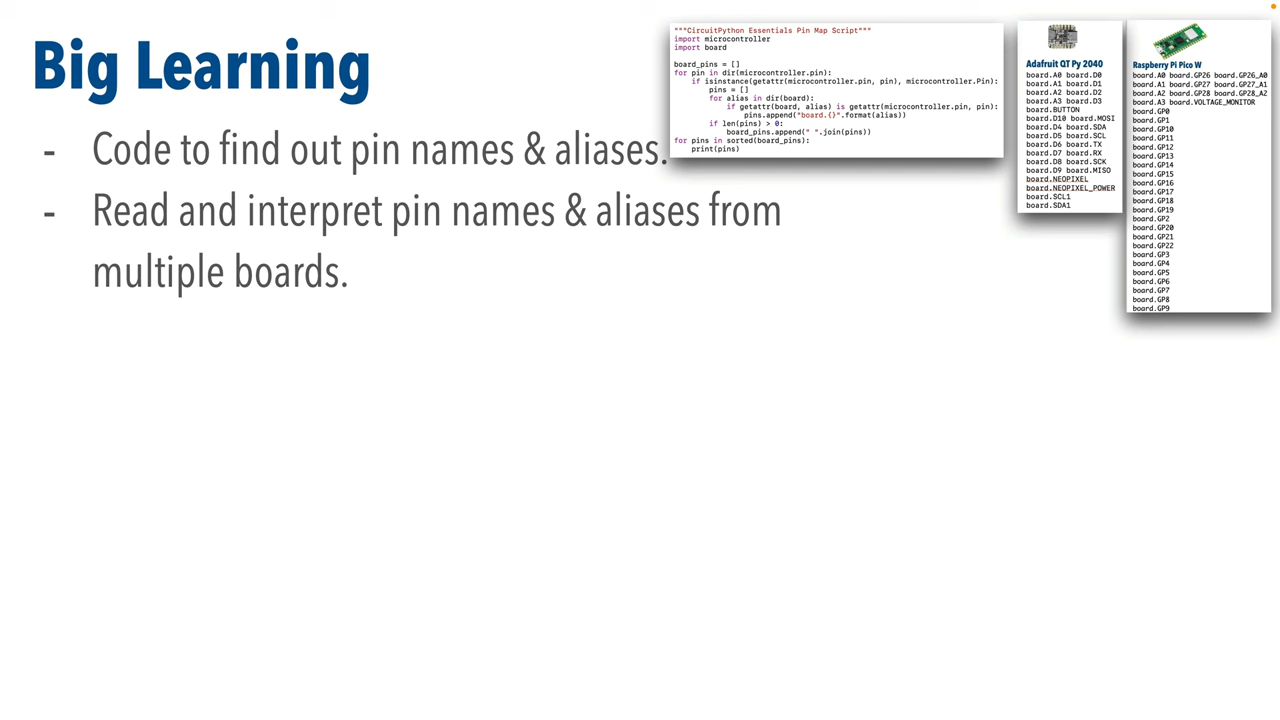 Big Learning
- Code to find out pin names & aliases.
- Read and interpret pin names & aliases from
multiple boards.
"""CircuitPython Essentials Pin Map Script"""
import microcontroller
import board
board_pins = []
for pin in dir(microcontroller.pin):
if isinstance(getattr(microcontroller.pin, pin), microcontroller.Pin):
pins = []
for alias in dir(board):
if getattr(board, alias) is getattr(microcontroller.pin, pin):
pins.append("board.{}".format(alias))
if len(pins) > 0:
board_pins.append(" ".join(pins))
for pins in sorted(board_pins):
print(pins)
Adafruit QT Py 2040
board.A0 board.D0
board.A1 board.D1
board.A2 board.D2
board.A3 board.D3
board.BUTTON
board.D10 board.MOSI
board.D4 board.SDA
board.D5 board.SCL
board.D6 board.TX
board.D7 board.RX
board.D8 board.SCK
board.D9 board.MISO
board.NEOPIXEL
board.NEOPIXEL_POWER
board.SCL1
board.SDA1
Raspberry Pi Pico W
board.A0 board.GP26 board.GP26_A0
board.A1 board.GP27 board.GP27_A1
board.A2 board.GP28 board.GP28_A2
board.A3 board.VOLTAGE_MONITOR
board.GP0
board.GP1
board.GP10
board.GP11
board.GP12
board.GP13
board.GP14
board.GP15
board.GP16
board.GP17
board.GP18
board.GP19
board.GP2
board.GP20
board.GP21
board.GP22
board.GP3
board.GP4
board.GP5
board.GP6
board.GP7
board.GP8
board.GP9